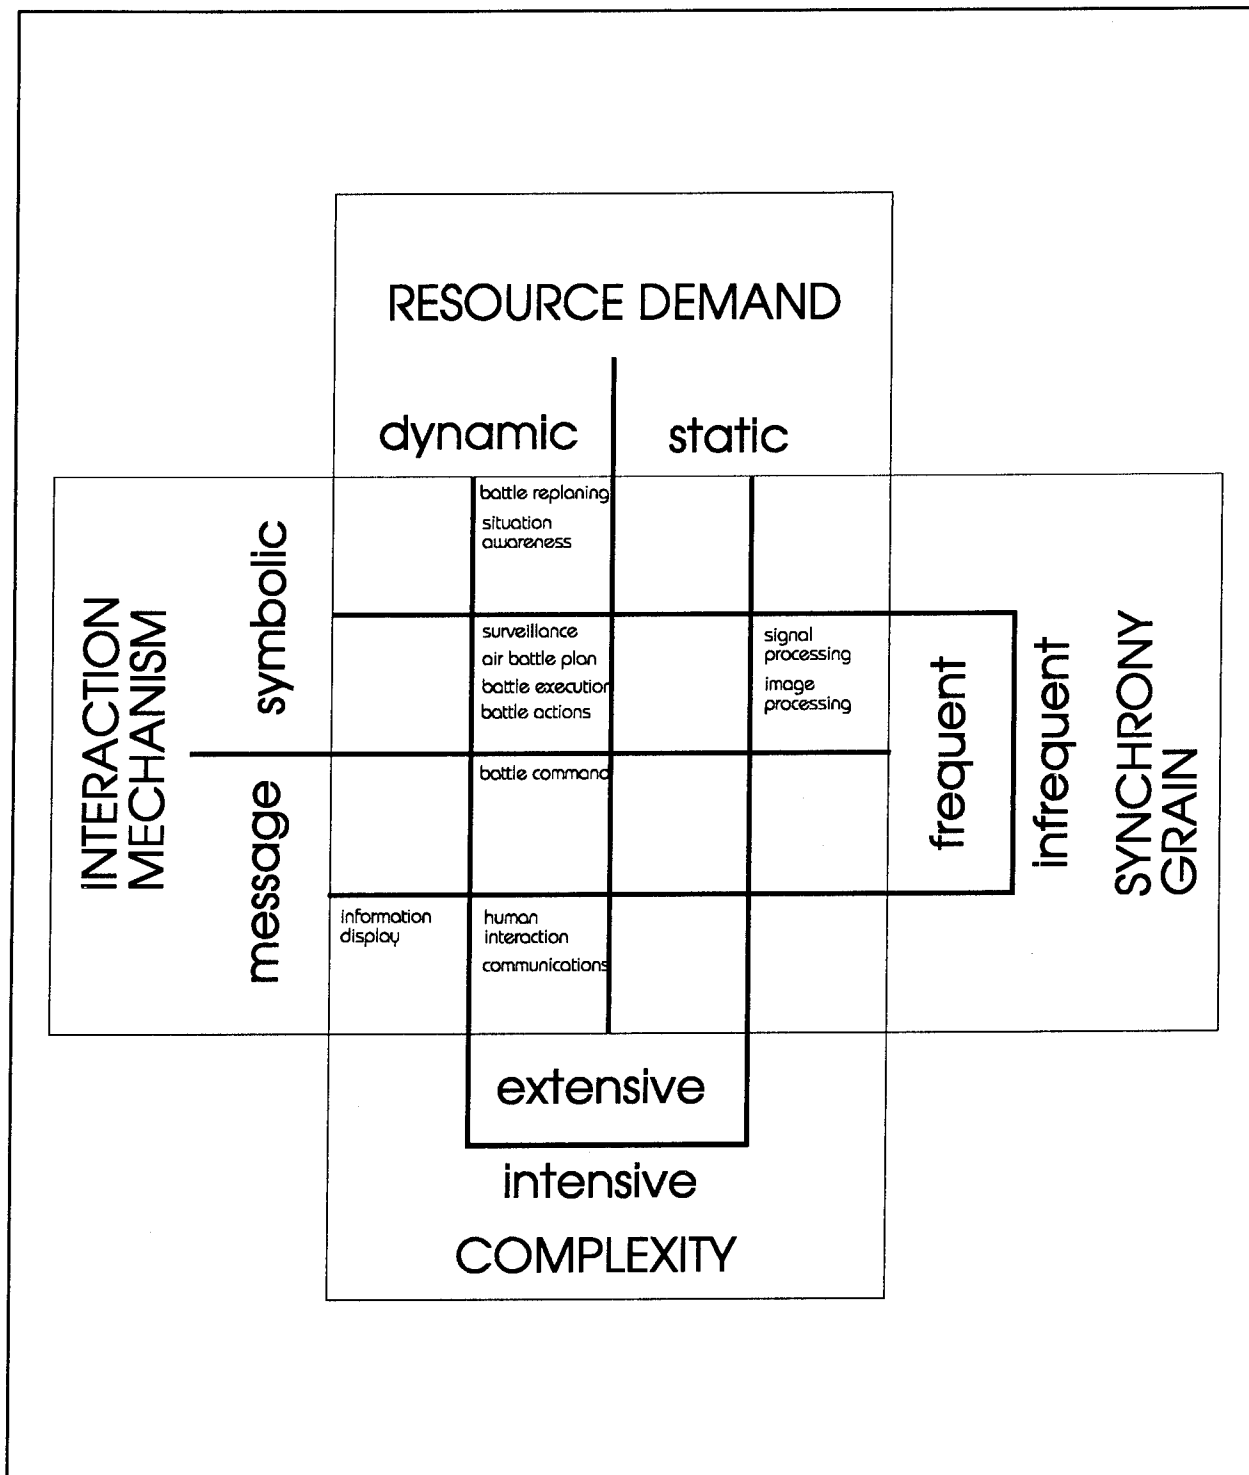 RESOURCE DEMAND
dynamic
static
INTERACTION
MECHANISM
symbolic
message
battle replaning
situation
awareness
surveillance
air battle plan
battle execution
battle actions
signal
processing
image
processing
battle command
information
display
human
interaction
communications
frequent
infrequent
SYNCHRONY
GRAIN
extensive
intensive
COMPLEXITY